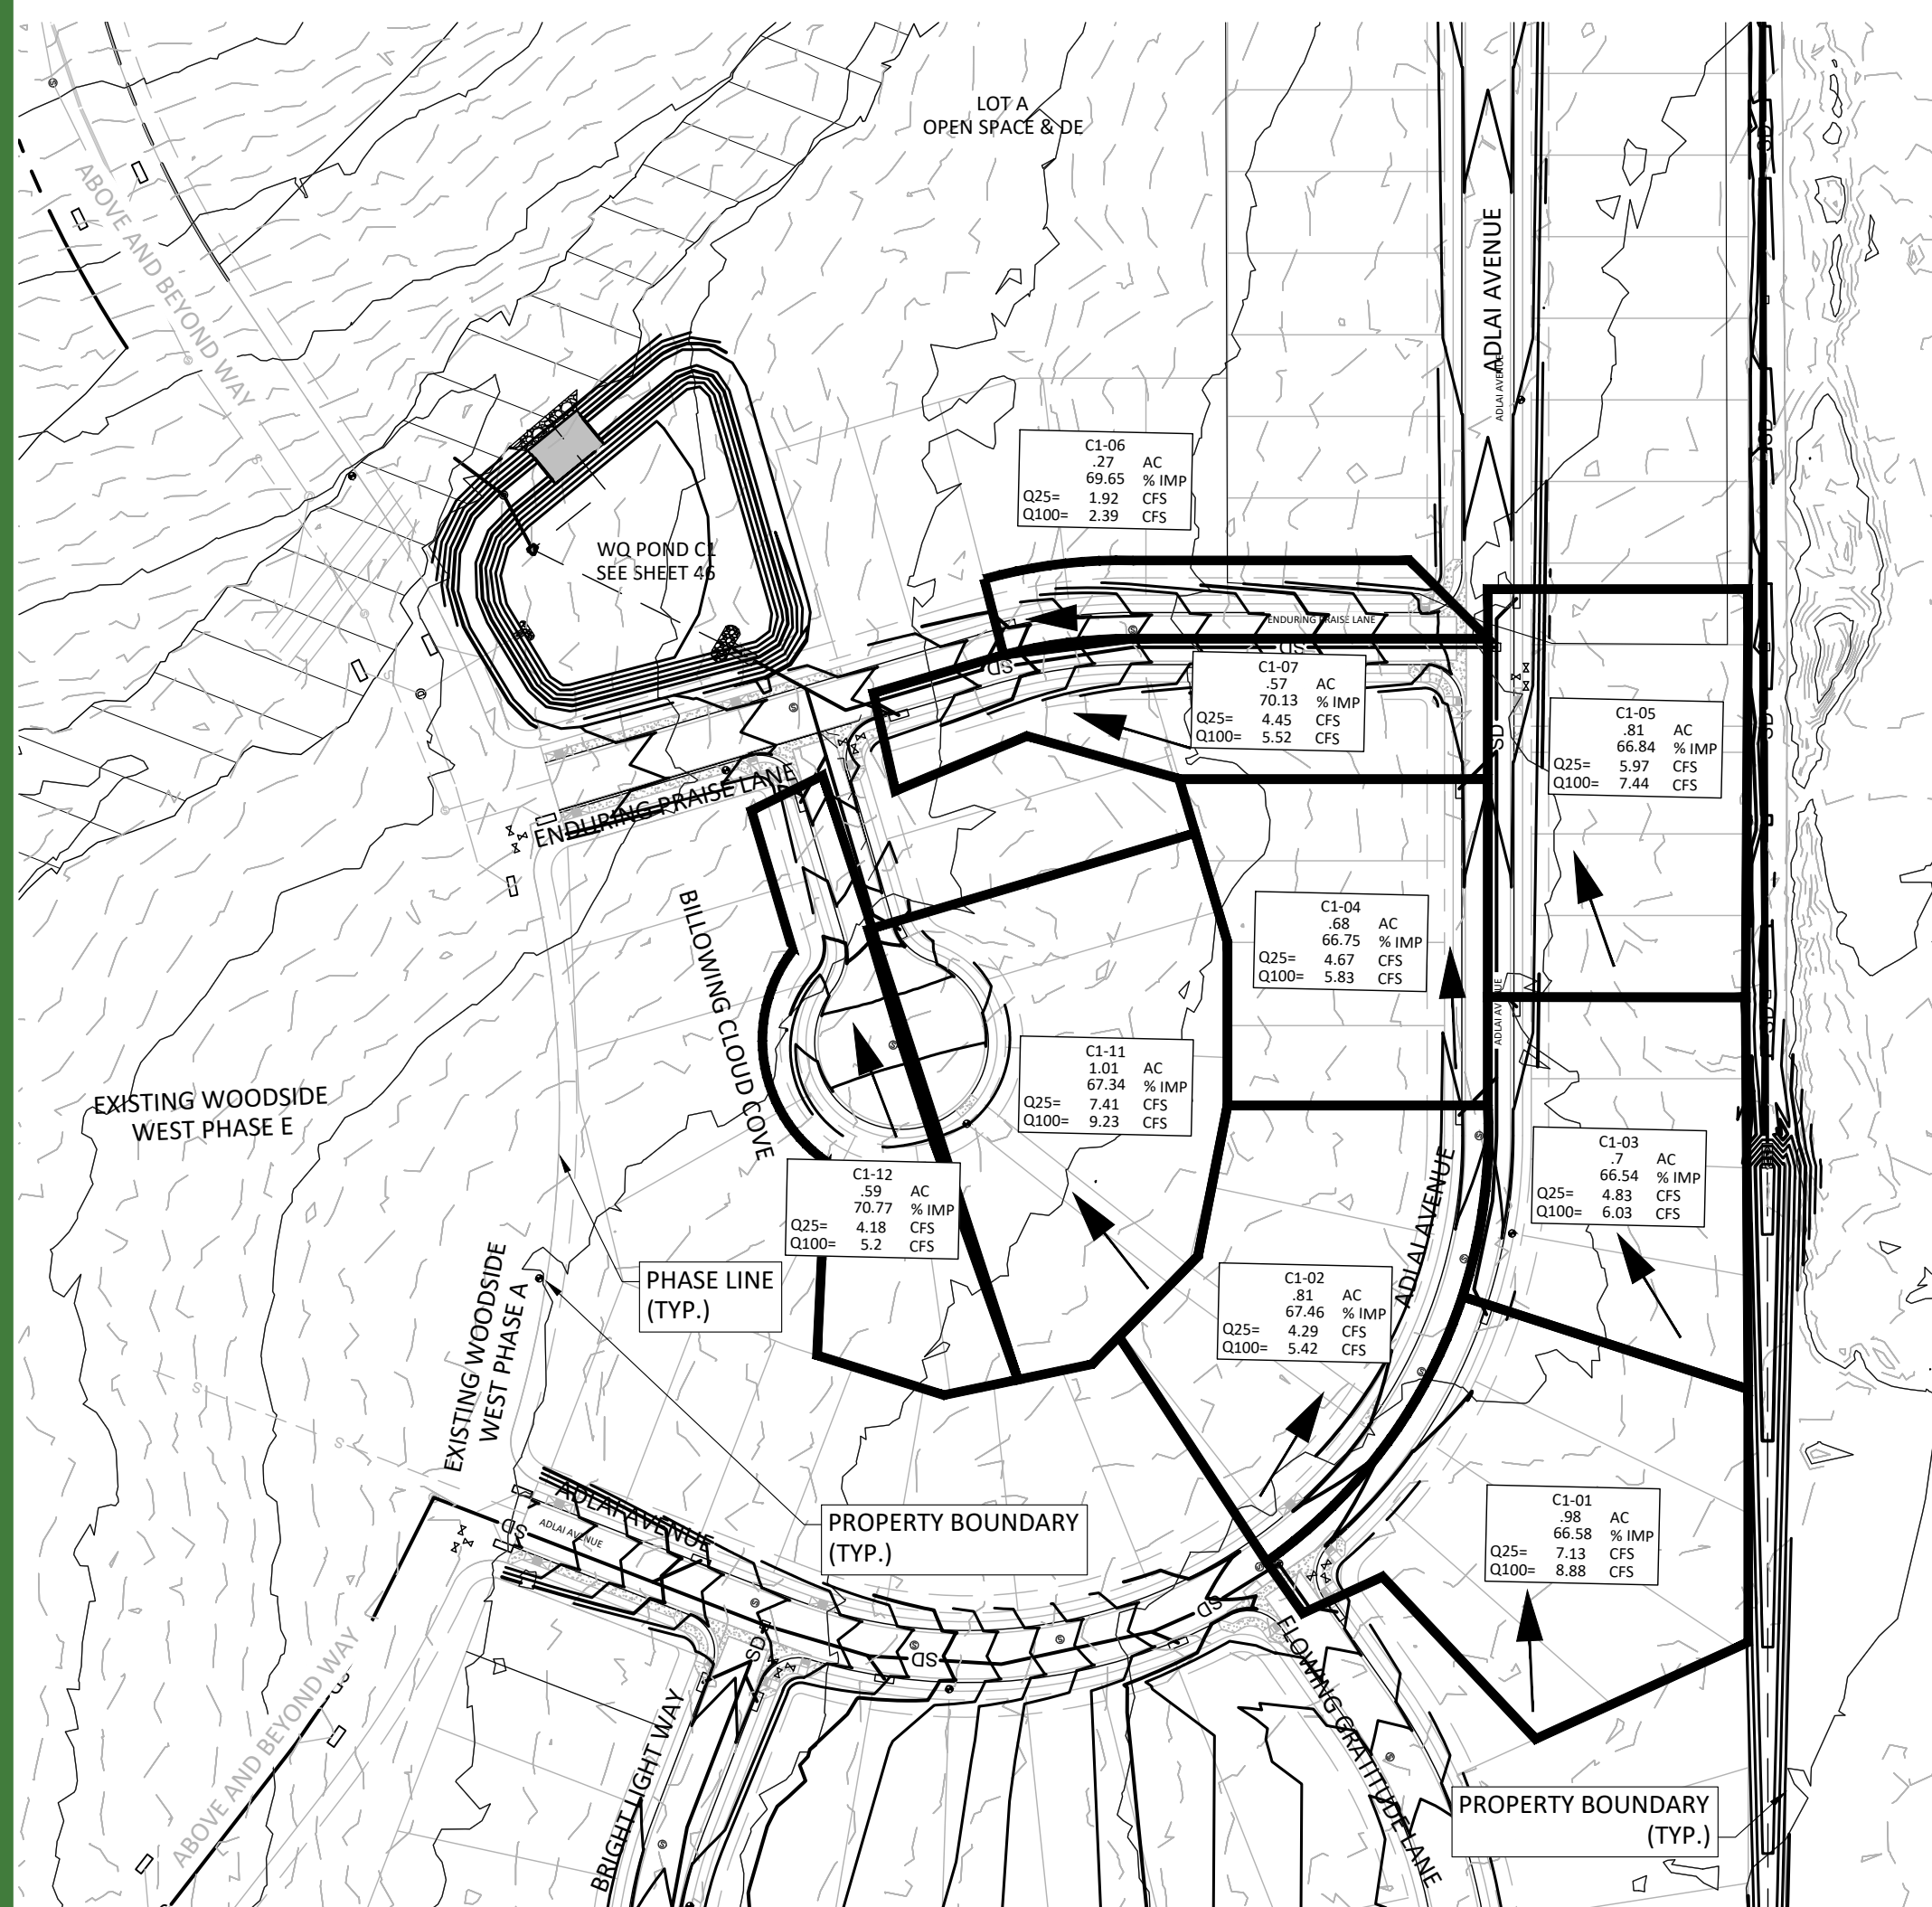 LOT A
OPEN SPACE & DE
ABOVE AND BEYOND WAY
ADLAI AVENUE
ADLAI AVENUE
SD
SD
C1-06
.27 AC
69.65 % IMP
Q25= 1.92 CFS
Q100= 2.39 CFS
WQ POND C1
SEE SHEET 46
ENDURING PRAISE LANE
SD
SD
C1-07
.57 AC
70.13 % IMP
Q25= 4.45 CFS
Q100= 5.52 CFS
SD
SD
C1-05
.81 AC
66.84 % IMP
Q25= 5.97 CFS
Q100= 7.44 CFS
ENDURING PRAISE LANE
BILLOWING CLOUD COVE
C1-04
.68 AC
66.75 % IMP
Q25= 4.67 CFS
Q100= 5.83 CFS
ADLAI AVENUE
SD
C1-11
1.01 AC
67.34 % IMP
Q25= 7.41 CFS
Q100= 9.23 CFS
EXISTING WOODSIDE
WEST PHASE E
C1-03
.7 AC
66.54 % IMP
Q25= 4.83 CFS
Q100= 6.03 CFS
C1-12
.59 AC
70.77 % IMP
Q25= 4.18 CFS
Q100= 5.2 CFS
ADLAI AVENUE
PHASE LINE
(TYP.)
C1-02
.81 AC
67.46 % IMP
Q25= 4.29 CFS
Q100= 5.42 CFS
EXISTING WOODSIDE
WEST PHASE A
C1-01
.98 AC
66.58 % IMP
Q25= 7.13 CFS
Q100= 8.88 CFS
ADLAI AVENUE
ADLAI AVENUE
SD
PROPERTY BOUNDARY
(TYP.)
SD
SD
SD
FLOWING GRATITUDE LANE
BRIGHT LIGHT WAY
ABOVE AND BEYOND WAY
PROPERTY BOUNDARY
(TYP.)